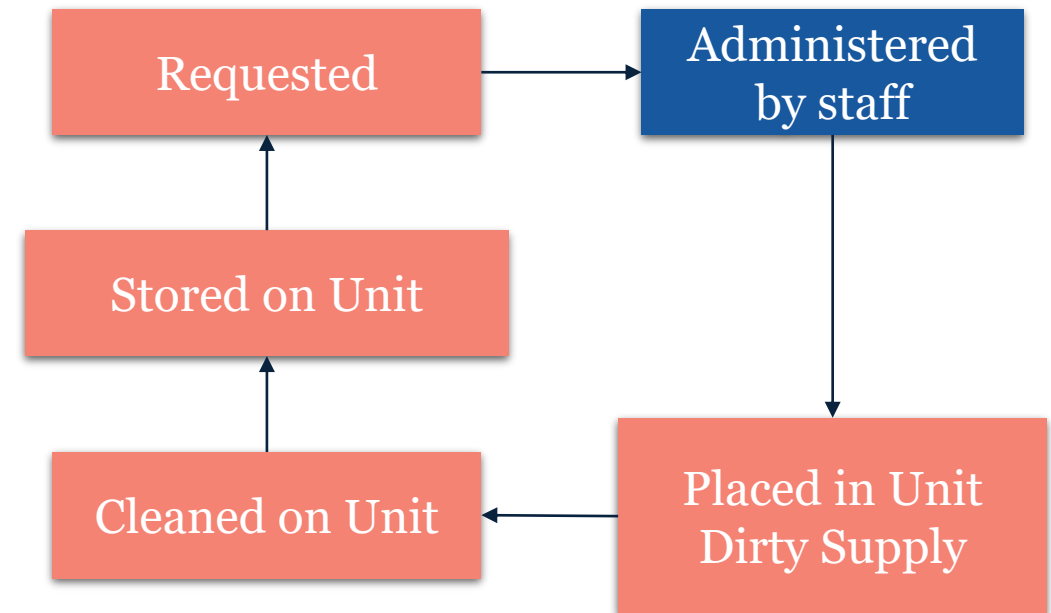 Requested
Administered
by staff
Stored on Unit
Cleaned on Unit
Placed in Unit
Dirty Supply